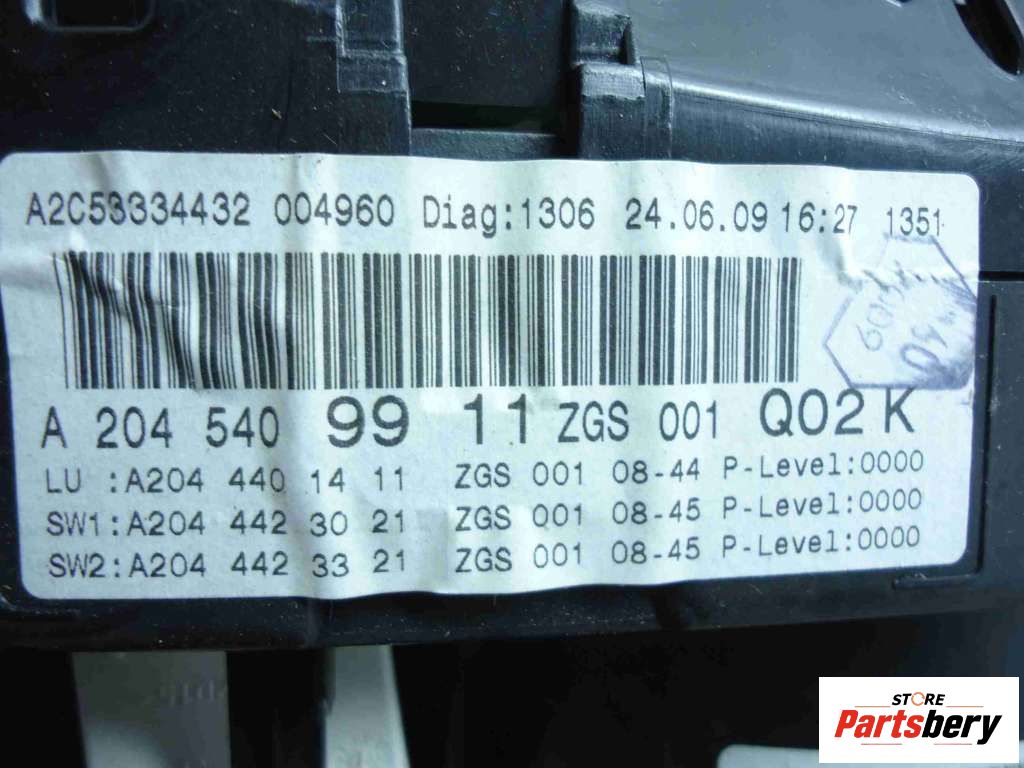 A2C53334432 004960 Diag:1306 24.06.09 16:27 1351
A 204 540 99 11 ZGS 001 Q02 K
LU :A204 440 14 11 ZGS 001 08-44 P-Level:0000
SW1:A204 442 30 21 ZGS 001 08-45 P-Level:0000
SW2:A204 442 33 21 ZGS 001 08-45 P-Level:0000
STORE
Partsbery